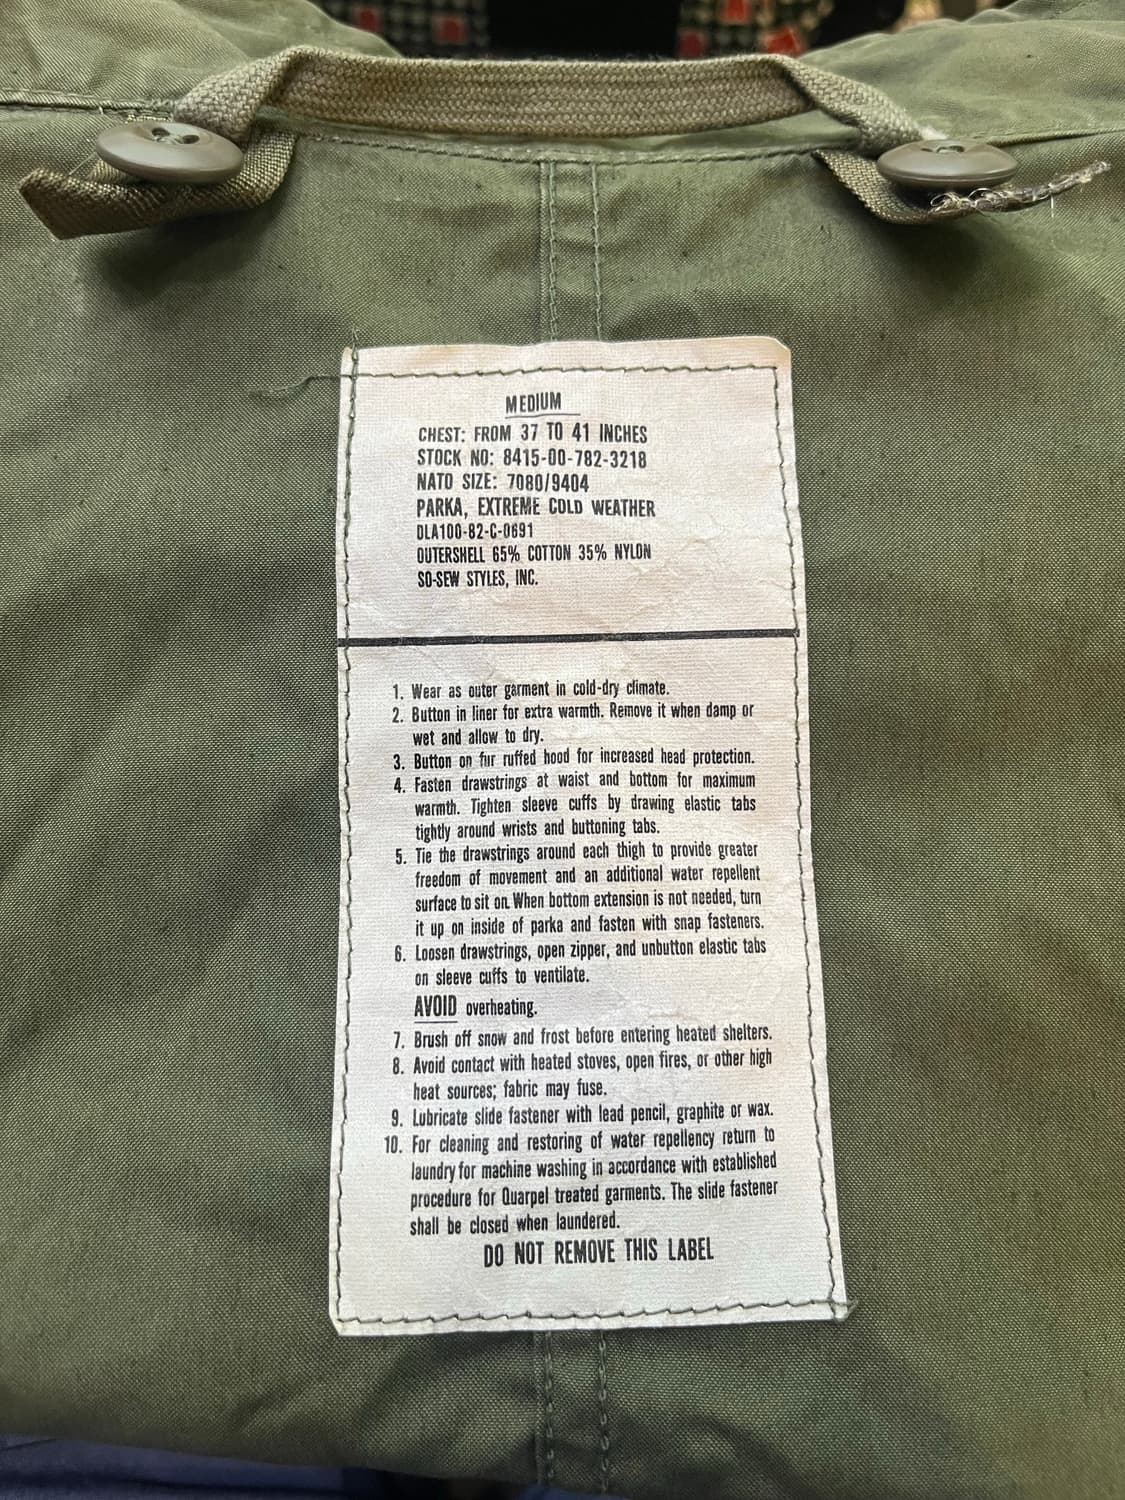 MEDIUM
CHEST: FROM 37 TO 41 INCHES
STOCK NO: 8415-00-782-3218
NATO SIZE: 7080/9404
PARKA, EXTREME COLD WEATHER
DLA100-82-C-0691
OUTERSHELL 65% COTTON 35% NYLON
SO-SEW STYLES, INC.
1. Wear as outer garment in cold-dry climate.
2. Button in liner for extra warmth. Remove it when damp or
wet and allow to dry.
3. Button on fur ruffed hood for increased head protection.
4. Fasten drawstrings at waist and bottom for maximum
warmth. Tighten sleeve cuffs by drawing elastic tabs
tightly around wrists and buttoning tabs.
5. Tie the drawstrings around each thigh to provide greater
freedom of movement and an additional water repellent
surface to sit on. When bottom extension is not needed, turn
it up on inside of parka and fasten with snap fasteners.
6. Loosen drawstrings, open zipper, and unbutton elastic tabs
on sleeve cuffs to ventilate.
AVOID overheating.
7. Brush off snow and frost before entering heated shelters.
8. Avoid contact with heated stoves, open fires, or other high
heat sources; fabric may fuse.
9. Lubricate slide fastener with lead pencil, graphite or wax.
10. For cleaning and restoring of water repellency return to
laundry for machine washing in accordance with established
procedure for Quarpel treated garments. The slide fastener
shall be closed when laundered.
DO NOT REMOVE THIS LABEL